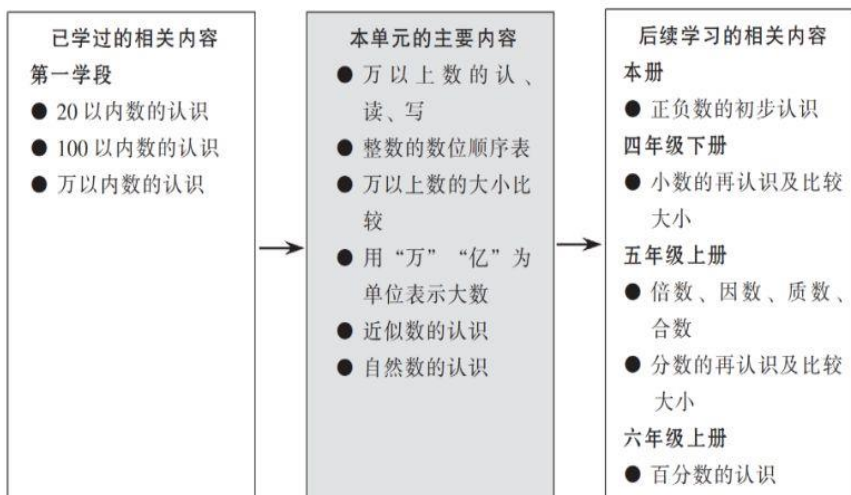 已学过的相关内容
第一学段
● 20以内数的认识
● 100以内数的认识
● 万以内数的认识
本单元的主要内容
● 万以上数的认、
读、写
● 整数的数位顺序表
● 万以上数的大小比
较
● 用“万”“亿”为
单位表示大数
● 近似数的认识
● 自然数的认识
后续学习的相关内容
本册
● 正负数的初步认识
四年级下册
● 小数的再认识及比较
大小
五年级上册
● 倍数、因数、质数、
合数
● 分数的再认识及比较
大小
六年级上册
● 百分数的认识